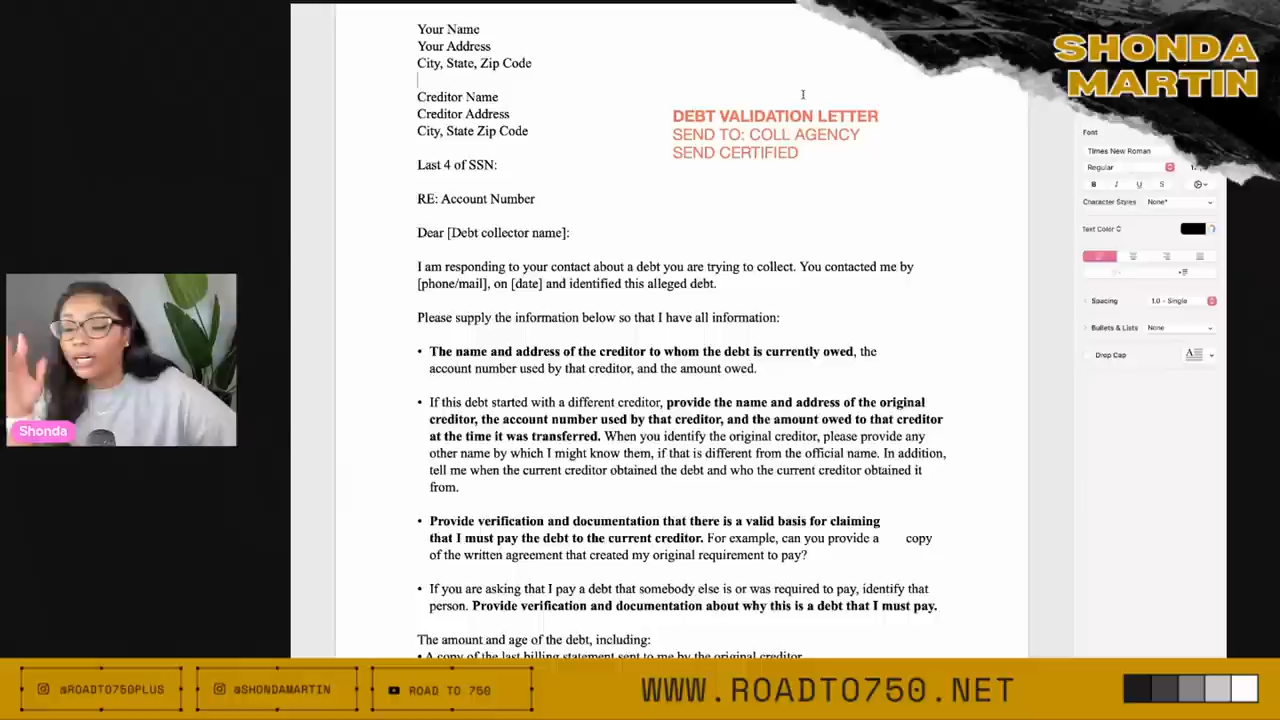 SHONDA
MARTIN
Your Name
Your Address
City, State, Zip Code
Creditor Name
Creditor Address
City, State Zip Code
DEBT VALIDATION LETTER
SEND TO: COLL AGENCY
SEND CERTIFIED
Last 4 of SSN:
RE: Account Number
Dear [Debt collector name]:
I am responding to your contact about a debt you are trying to collect. You contacted me by
[phone/mail], on [date] and identified this alleged debt.
Please supply the information below so that I have all information:
• The name and address of the creditor to whom the debt is currently owed, the
account number used by that creditor, and the amount owed.
• If this debt started with a different creditor, provide the name and address of the original
creditor, the account number used by that creditor, and the amount owed to that creditor
at the time it was transferred. When you identify the original creditor, please provide any
other name by which I might know them, if that is different from the official name. In addition,
tell me when the current creditor obtained the debt and who the current creditor obtained it
from.
• Provide verification and documentation that there is a valid basis for claiming
that I must pay the debt to the current creditor. For example, can you provide a copy
of the written agreement that created my original requirement to pay?
• If you are asking that I pay a debt that somebody else is or was required to pay, identify that
person. Provide verification and documentation about why this is a debt that I must pay.
The amount and age of the debt, including:
• A copy of the last billing statement sent to me by the original creditor
Font
Times New Roman
Regular
B I U S
Character Styles None*
Text Color
Spacing 1.0 - Single
Bullets & Lists None
Drop Cap
Shonda
@ROADTO750PLUS
@SHONDAMARTIN
ROAD TO 750
WWW.ROADTO750.NET